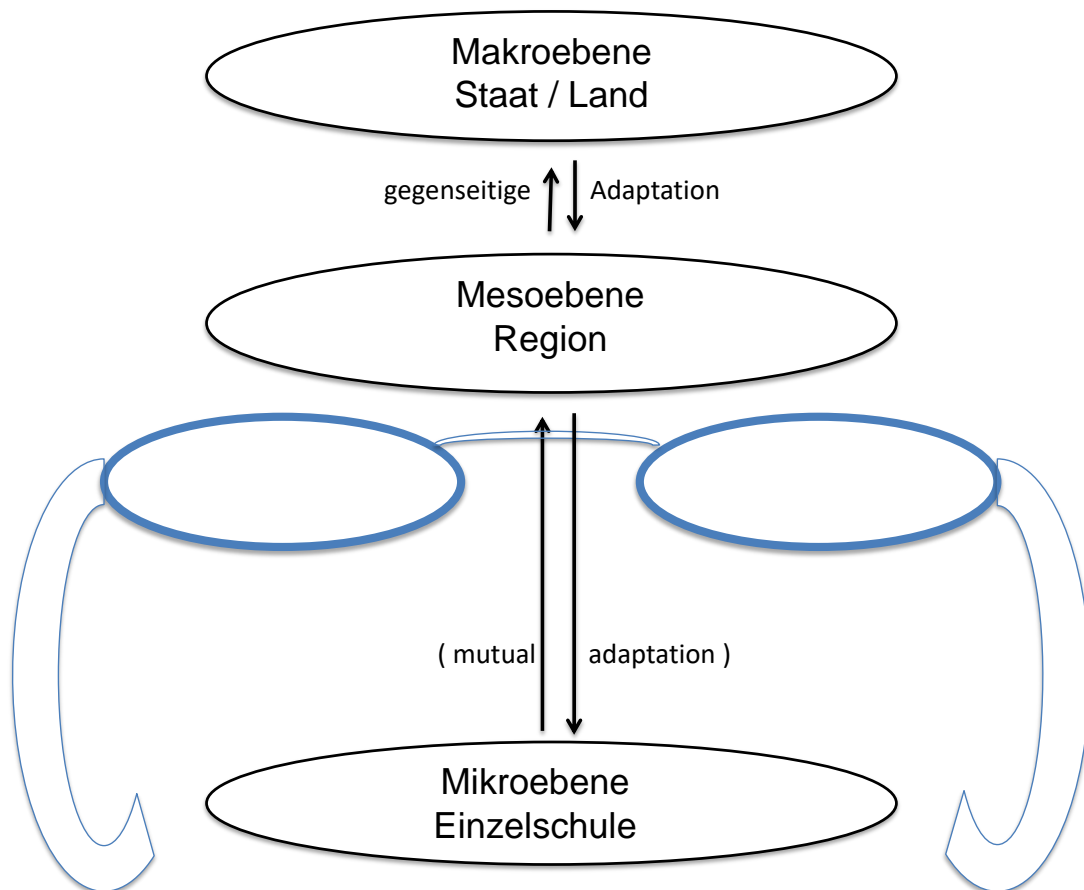 Makroebene
Staat / Land
gegenseitige Adaptation
Mesoebene
Region
( mutual adaptation )
Mikroebene
Einzelschule